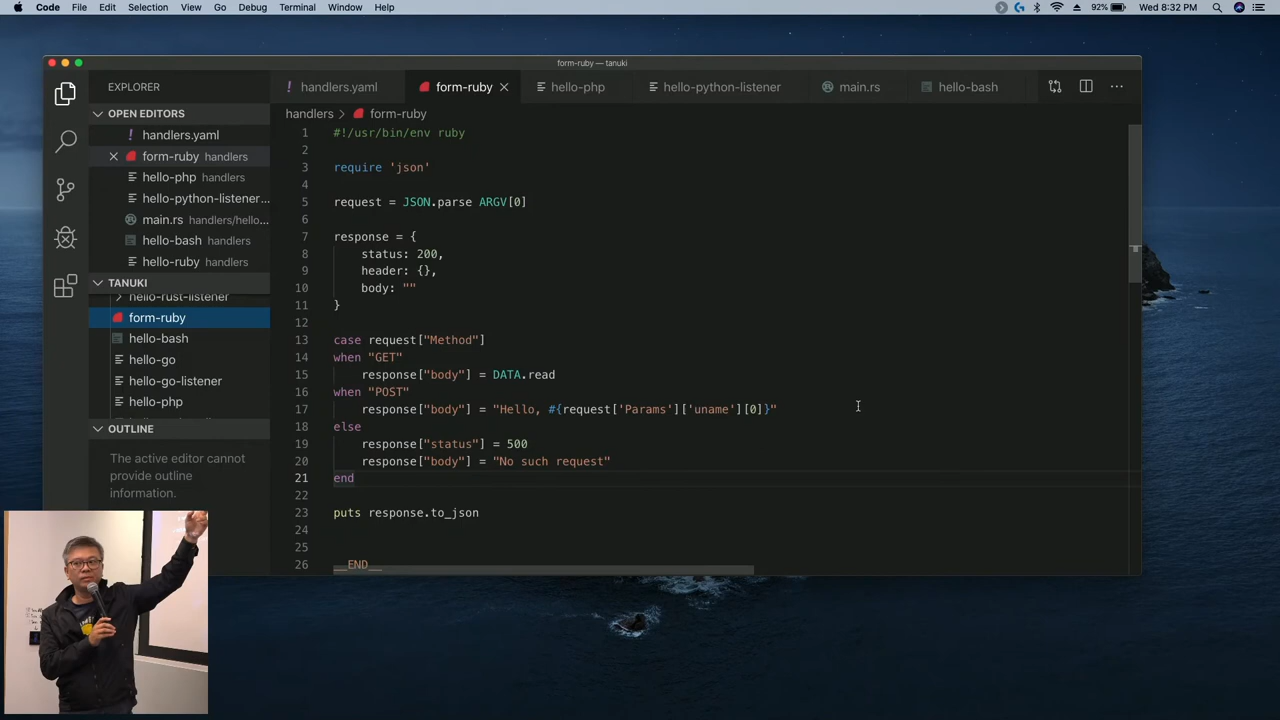 Code File Edit Selection View Go Debug Terminal Window Help 92% Wed 8:32 PM
form-ruby — tanuki
EXPLORER
OPEN EDITORS
handlers.yaml
form-ruby handlers
hello-php handlers
hello-python-listener...
main.rs handlers/hello...
hello-bash handlers
hello-ruby handlers
TANUKI
hello-rust-listener
form-ruby
hello-bash
hello-go
hello-go-listener
hello-php
OUTLINE
The active editor cannot
provide outline
information.
handlers.yaml form-ruby hello-php hello-python-listener main.rs hello-bash
handlers > form-ruby
1 #!/usr/bin/env ruby
2
3 require 'json'
4
5 request = JSON.parse ARGV[0]
6
7 response = {
8 status: 200,
9 header: {},
10 body: ""
11 }
12
13 case request["Method"]
14 when "GET"
15 response["body"] = DATA.read
16 when "POST"
17 response["body"] = "Hello, #{request['Params']['uname'][0]}"
18 else
19 response["status"] = 500
20 response["body"] = "No such request"
21 end
22
23 puts response.to_json
24
25
26 __END__